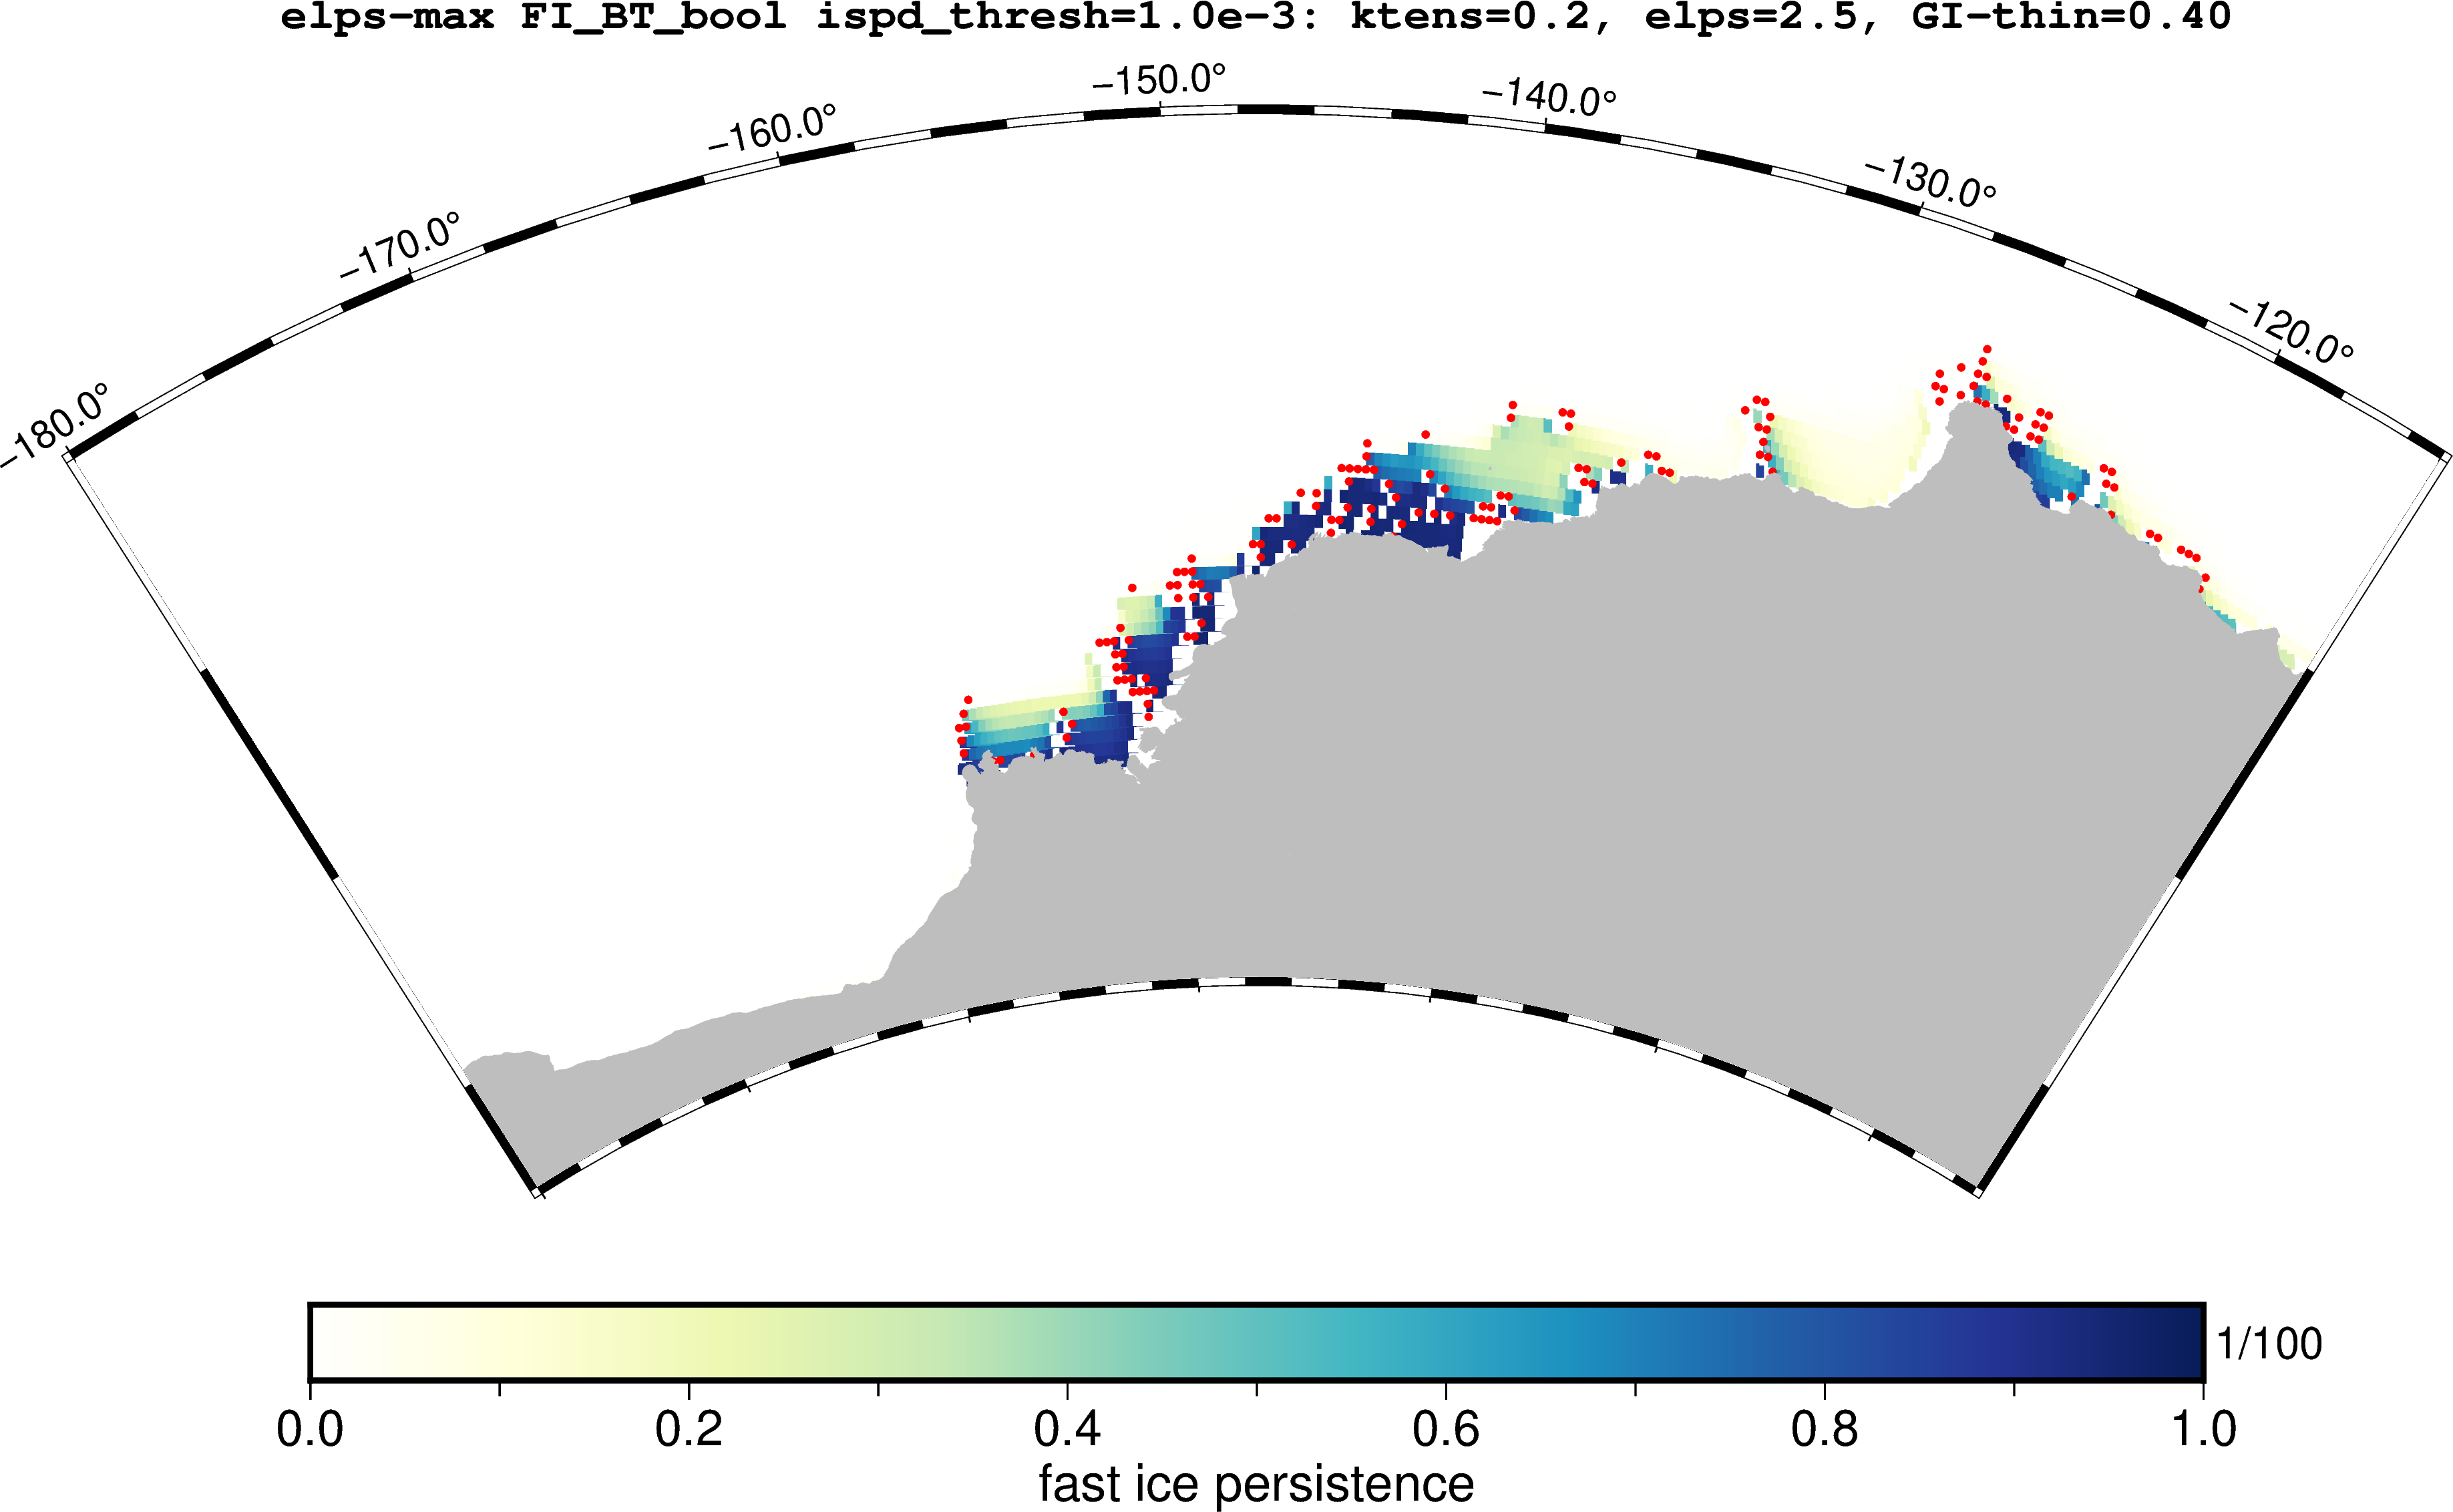 elps-max FI_BT_bool ispd_thresh=1.0e-3: ktens=0.2, elps=2.5, GI-thin=0.40
-180.0°
-170.0°
-160.0°
-150.0°
-140.0°
-130.0°
-120.0°
1/100
0.0 0.2 0.4 0.6 0.8 1.0
fast ice persistence